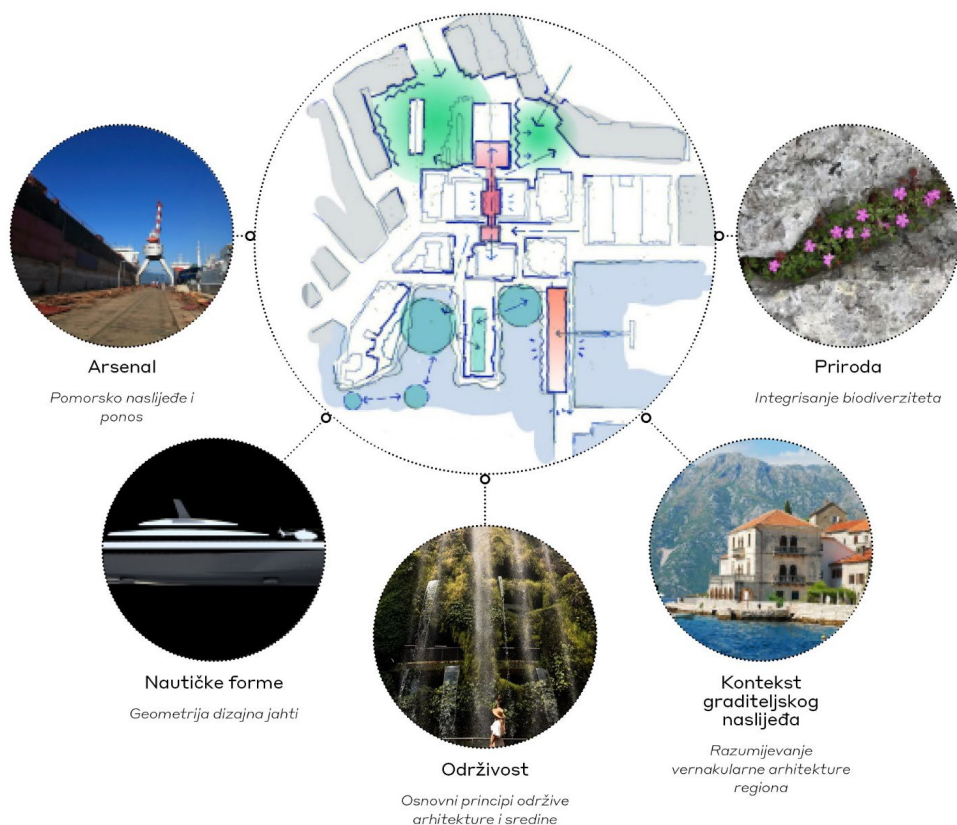 Arsenal
Pomorsko naslijeđe i
ponos
Priroda
Integrisanje biodiverziteta
Nautičke forme
Geometrija dizajna jahti
Održivost
Osnovni principi održive
arhitekture i sredine
Kontekst
graditeljskog
naslijeđa
Razumijevanje
vernakularne arhitekture
regiona